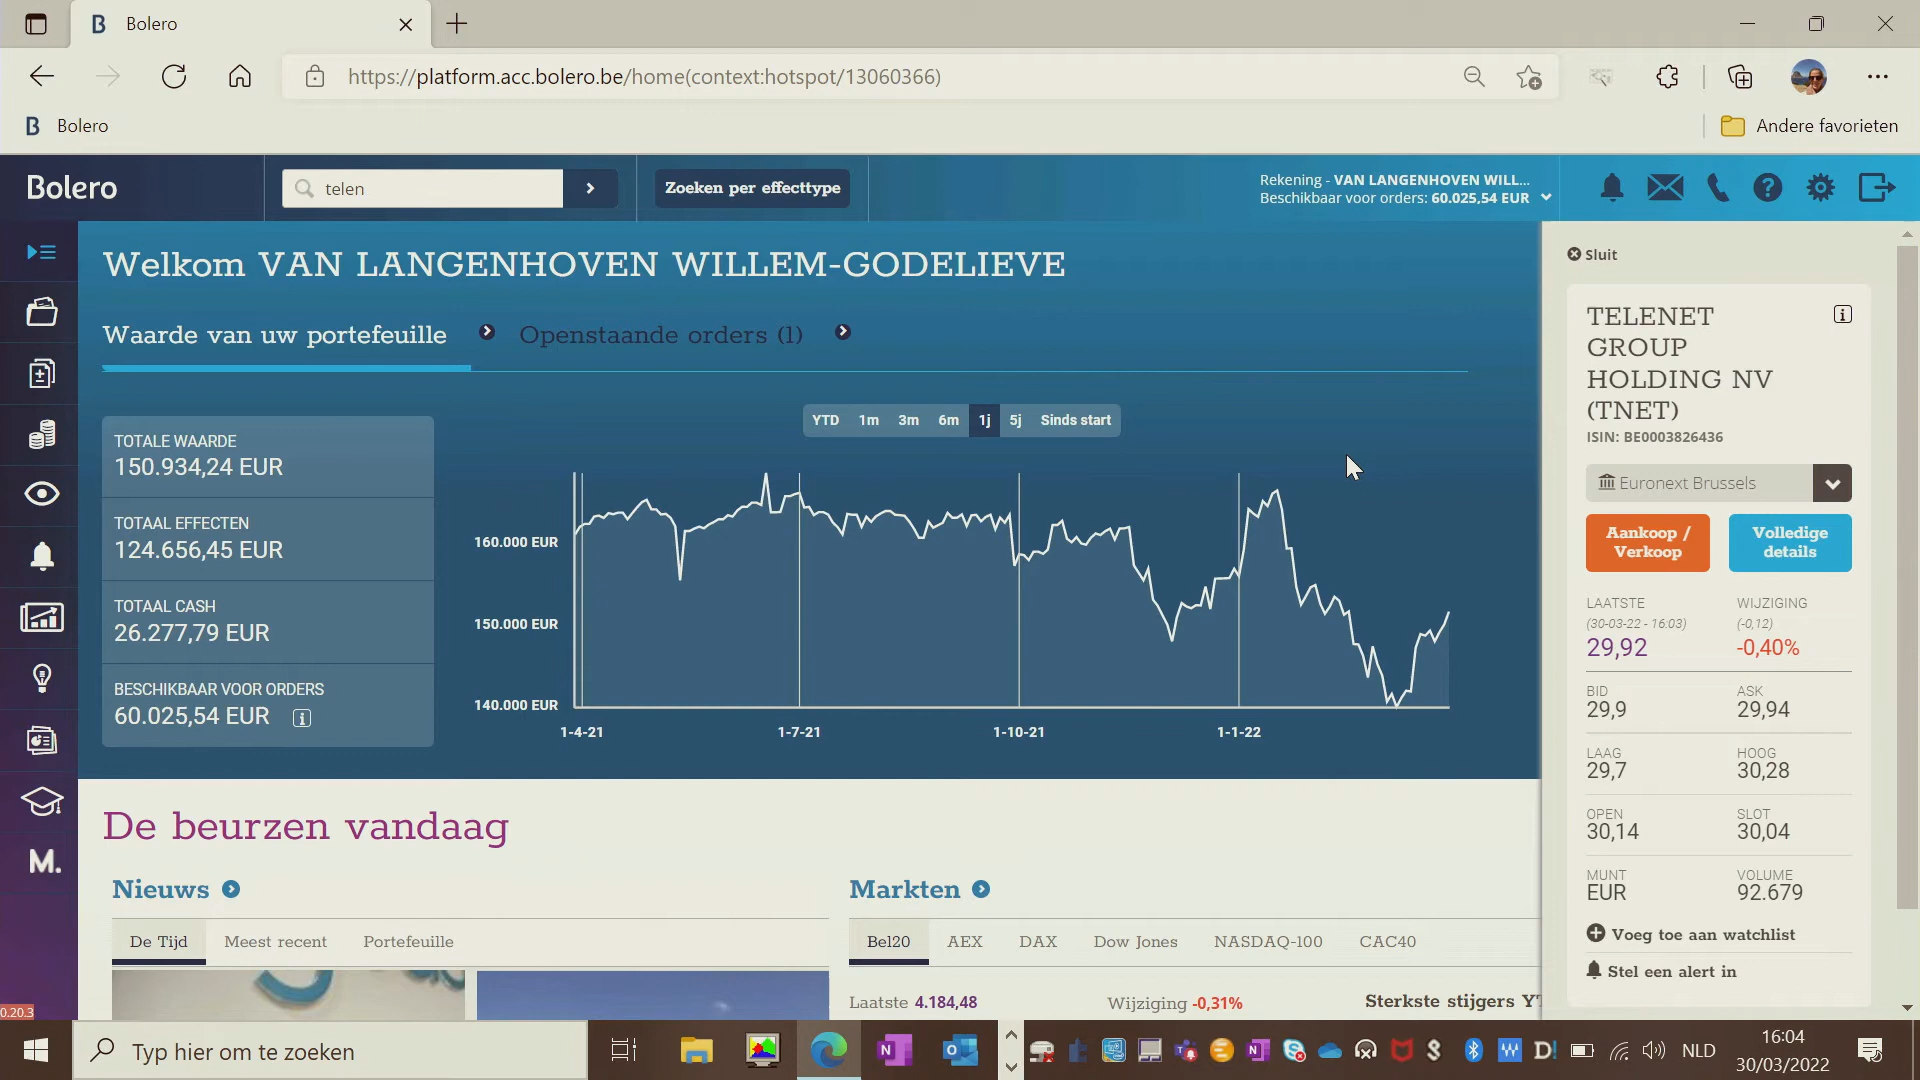 Bolero
https://platform.acc.bolero.be/home(context:hotspot/13060366)
Bolero
Andere favorieten
Bolero
telen
Zoeken per effecttype
Rekening - VAN LANGENHOVEN WILL...
Beschikbaar voor orders: 60.025,54 EUR
Welkom VAN LANGENHOVEN WILLEM-GODELIEVE
Waarde van uw portefeuille
Openstaande orders (1)
TOTALE WAARDE
150.934,24 EUR
TOTAAL EFFECTEN
124.656,45 EUR
TOTAAL CASH
26.277,79 EUR
BESCHIKBAAR VOOR ORDERS
60.025,54 EUR
YTD 1m 3m 6m 1j 5j Sinds start
160.000 EUR
150.000 EUR
140.000 EUR
1-4-21 1-7-21 1-10-21 1-1-22
Sluit
TELENET
GROUP
HOLDING NV
(TNET)
ISIN: BE0003826436
Euronext Brussels
Aankoop /
Verkoop
Volledige
details
LAATSTE
(30-03-22 - 16:03)
29,92
WIJZIGING
(-0,12)
-0,40%
BID
29,9
ASK
29,94
LAAG
29,7
HOOG
30,28
OPEN
30,14
SLOT
30,04
MUNT
EUR
VOLUME
92.679
Voeg toe aan watchlist
Stel een alert in
M.
De beurzen vandaag
Nieuws
De Tijd Meest recent Portefeuille
Markten
Bel20 AEX DAX Dow Jones NASDAQ-100 CAC40
Laatste 4.184,48
Wijziging -0,31%
Sterkste stijgers YT
0.20.3
Typ hier om te zoeken
NLD
16:04
30/03/2022